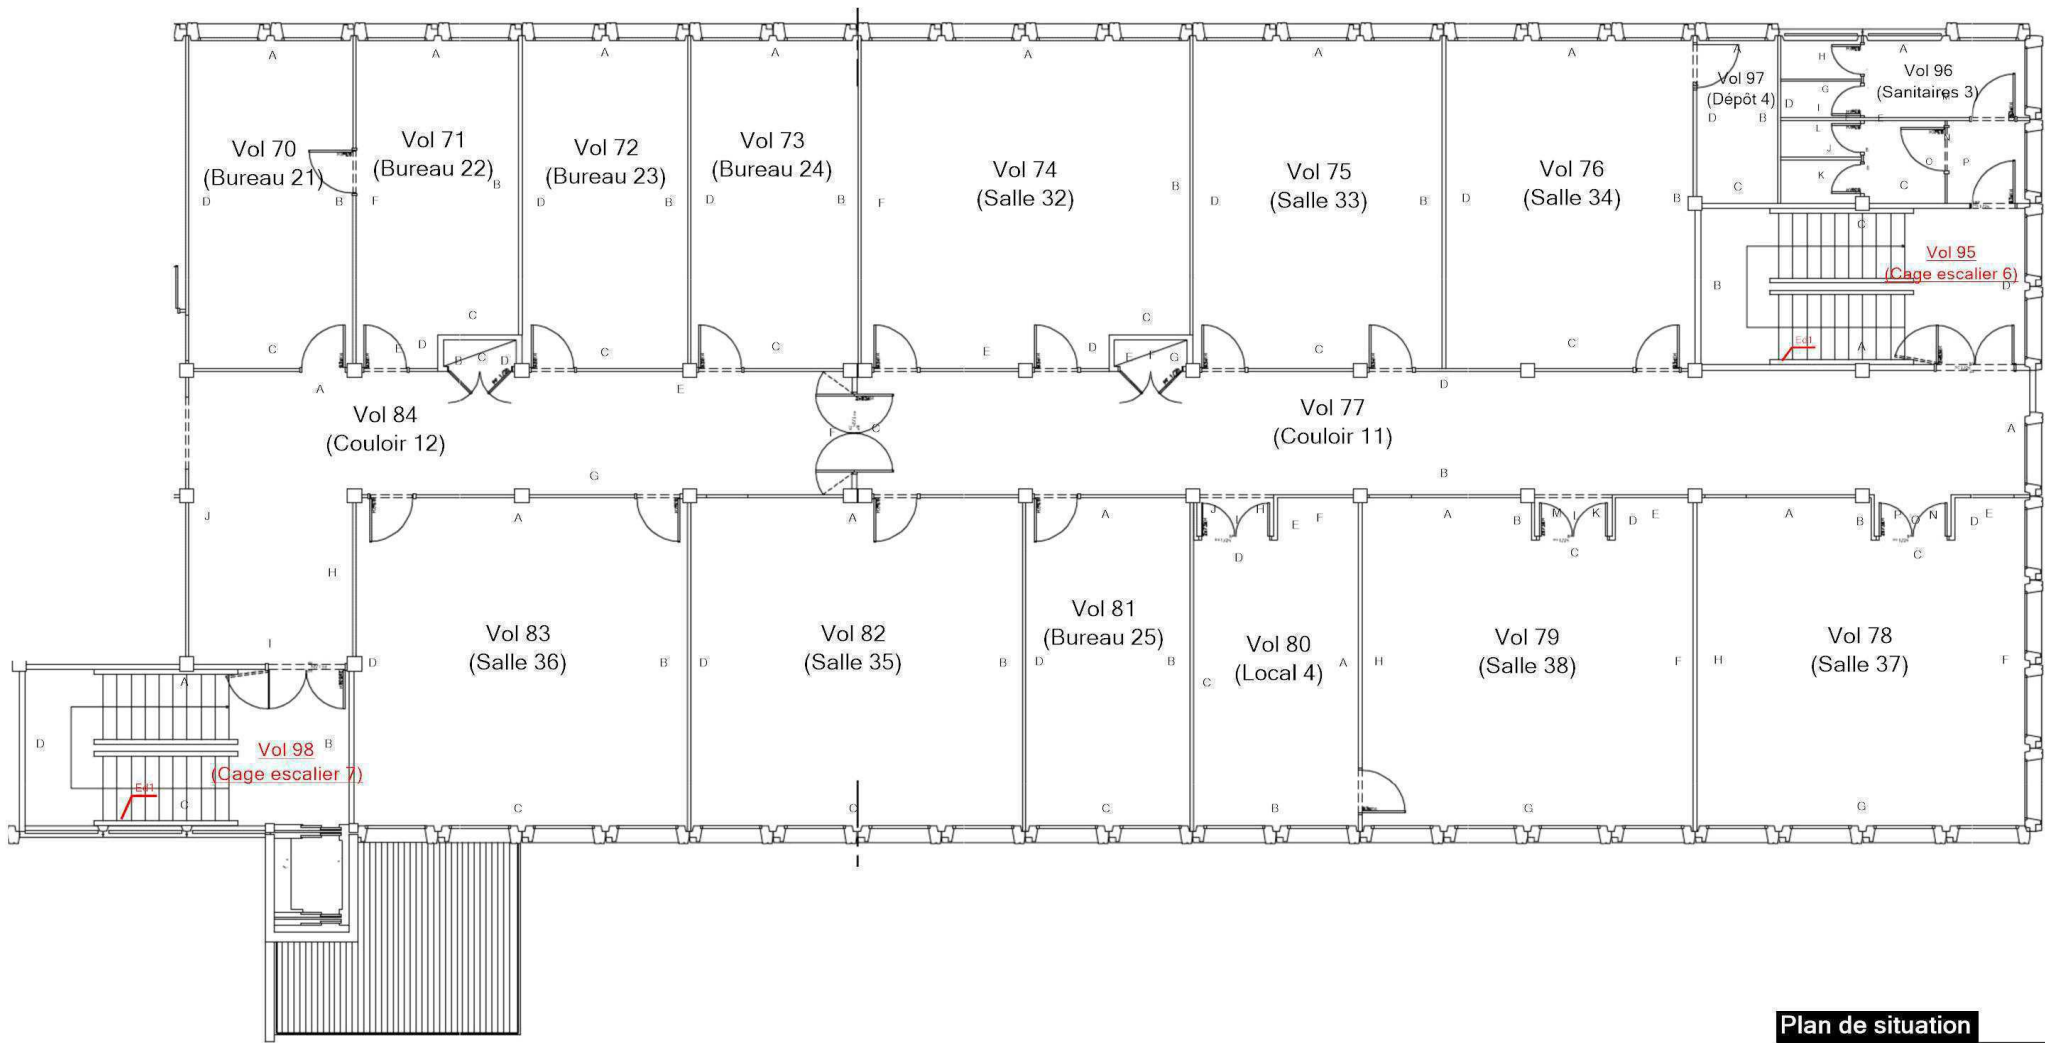 A
A
A
A
A
A
A
A
A
H
Vol 96
(Sanitaires 3)
Vol 97
(Dépôt 4)
G
D
I
D
B
E
L
N
J
O
P
K
C
C
Vol 70
(Bureau 21)
Vol 71
(Bureau 22)
Vol 72
(Bureau 23)
Vol 73
(Bureau 24)
Vol 74
(Salle 32)
Vol 75
(Salle 33)
Vol 76
(Salle 34)
D
B
F
B
D
B
D
B
F
B
D
B
D
B
C
Vol 95
(Cage escalier 6)
B
D
Ed1
A
C
E
D
C
B
C
D
C
C
E
D
C
E
F
G
C
C
A
E
D
Vol 84
(Couloir 12)
F
C
Vol 77
(Couloir 11)
A
G
B
J
H
I
A
A
A
J
I
H
E
F
D
A
B
M
I
K
D
E
C
A
B
P
O
N
D
E
C
Vol 83
(Salle 36)
Vol 82
(Salle 35)
Vol 81
(Bureau 25)
Vol 80
(Local 4)
Vol 79
(Salle 38)
Vol 78
(Salle 37)
D
B
D
B
D
B
C
A
H
F
H
F
A
D
B
Vol 98
(Cage escalier 7)
Ed1
C
C
C
C
B
G
G
Plan de situation